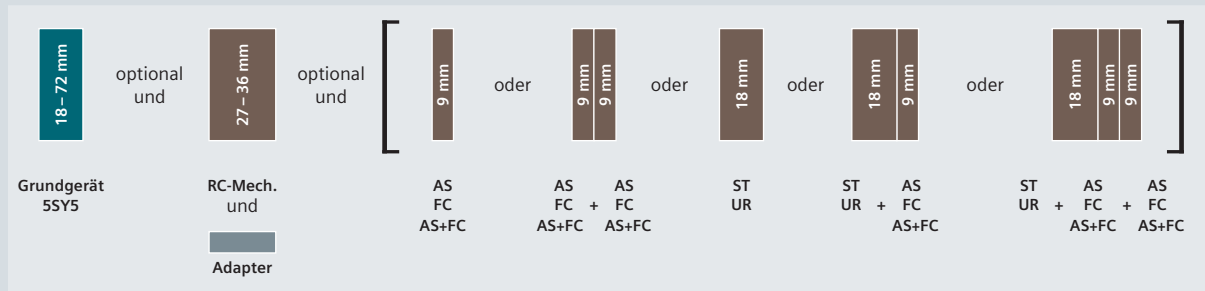 18 – 72 mm
optional
und
27 – 36 mm
optional
und
9 mm
oder
9 mm
9 mm
oder
18 mm
oder
18 mm
9 mm
oder
18 mm
9 mm
9 mm
Grundgerät
5SY5
RC-Mech.
und
Adapter
AS
FC
AS+FC
AS AS
FC + FC
AS+FC AS+FC
ST
UR
ST AS
UR + FC
AS+FC
ST AS AS
UR + FC + FC
AS+FC AS+FC